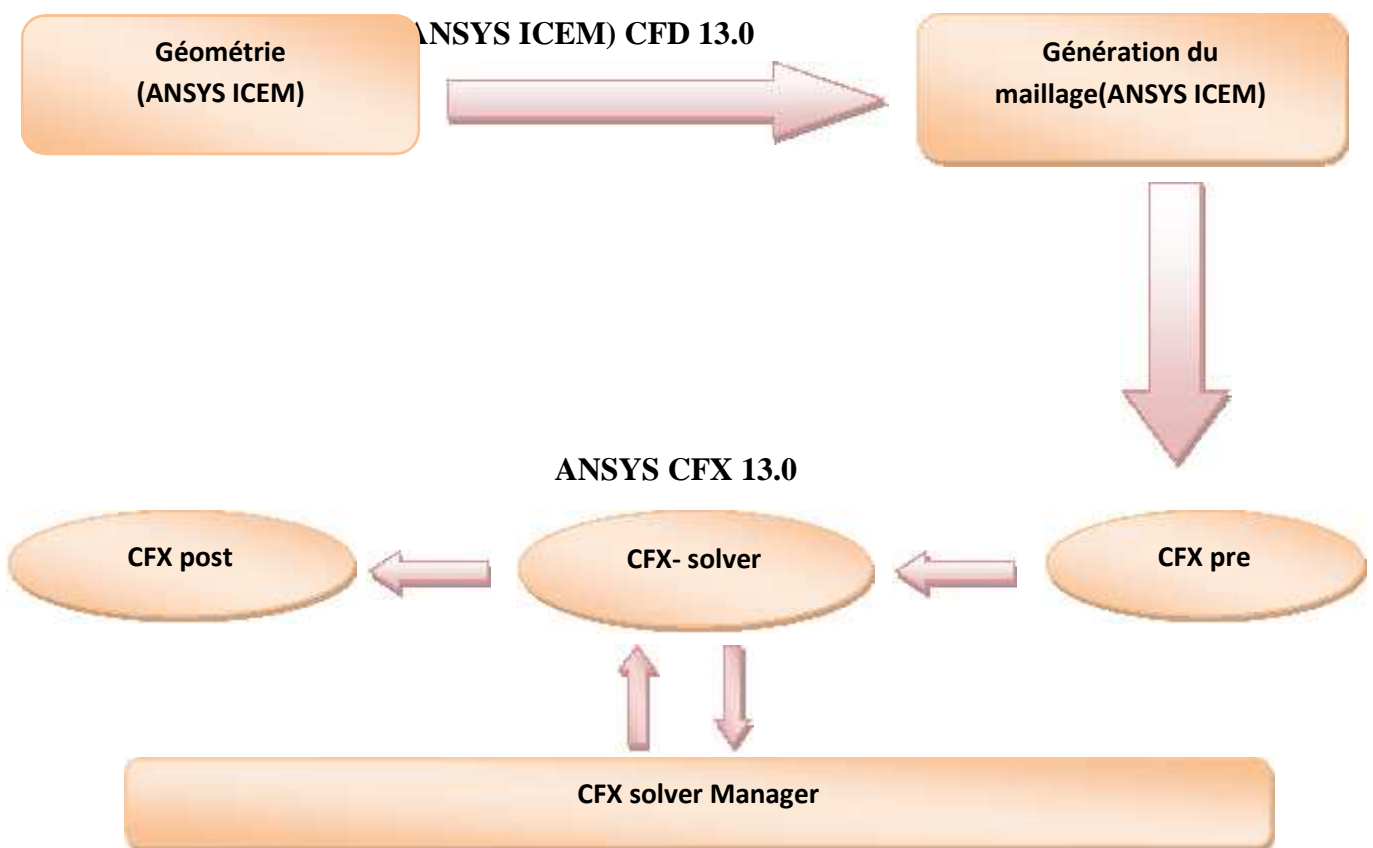 NSYS ICEM) CFD 13.0
Géométrie
(ANSYS ICEM)
Génération du
maillage(ANSYS ICEM)
ANSYS CFX 13.0
CFX post
CFX- solver
CFX pre
CFX solver Manager